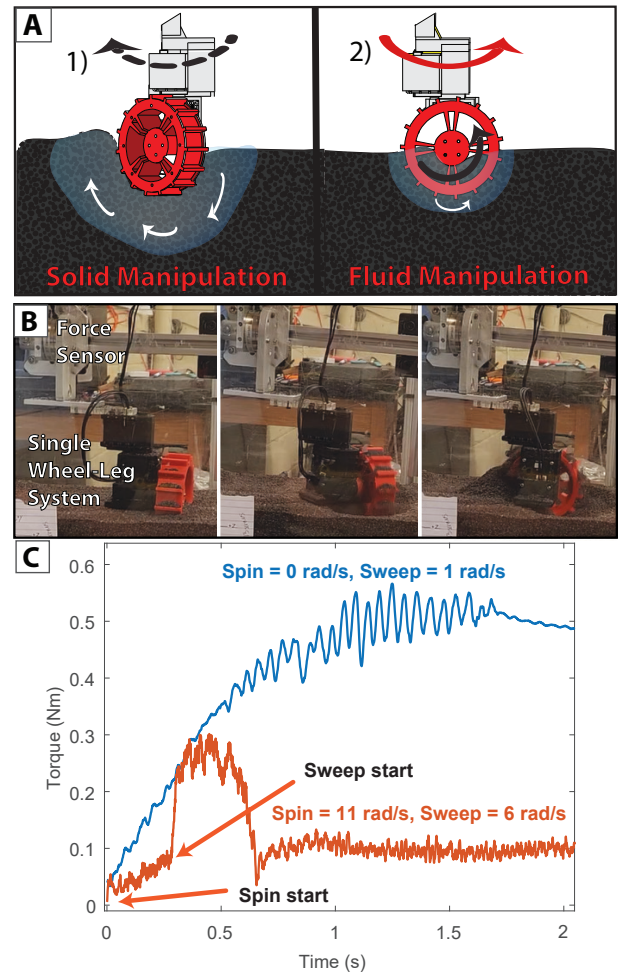 A
1)
2)
Solid Manipulation
Fluid Manipulation
B
Force
Sensor
Single
Wheel-Leg
System
C
Spin = 0 rad/s, Sweep = 1 rad/s
Sweep start
Spin = 11 rad/s, Sweep = 6 rad/s
Spin start
Torque (Nm)
0.6
0.5
0.4
0.3
0.2
0.1
0
0
0.5
1
1.5
2
Time (s)